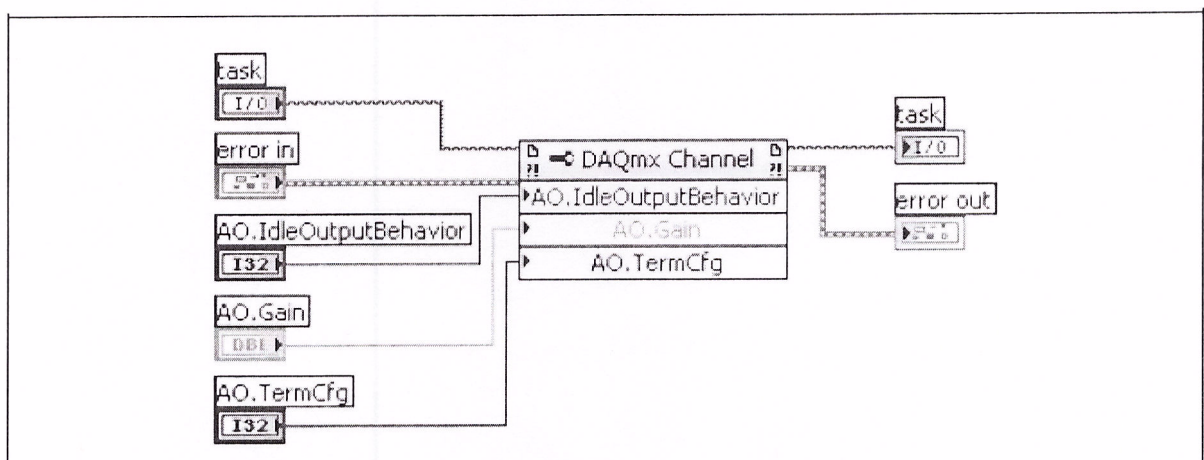 task
I/O
error in
AO.IdleOutputBehavior
I32
AO.Gain
DBL
AO.TermCfg
I32
DAQmx Channel
?!
?!
AO.IdleOutputBehavior
AO.Gain
AO.TermCfg
task
I/O
error out